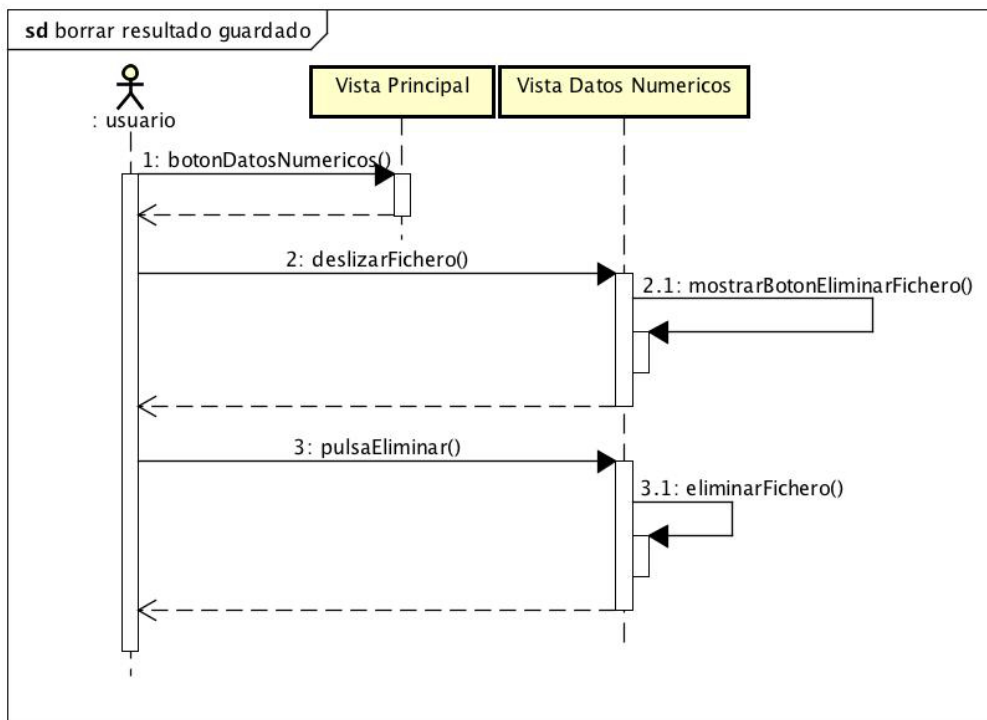 sd borrar resultado guardado
: usuario
Vista Principal
Vista Datos Numericos
1: botonDatosNumericos()
2: deslizarFichero()
2.1: mostrarBotonEliminarFichero()
3: pulsaEliminar()
3.1: eliminarFichero()